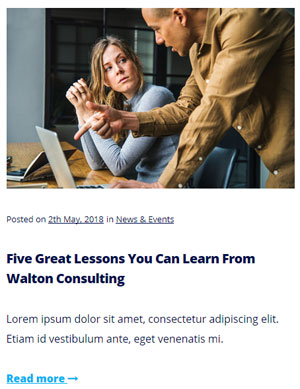 Posted on 2th May, 2018 in News & Events
Five Great Lessons You Can Learn From
Walton Consulting
Lorem ipsum dolor sit amet, consectetur adipiscing elit.
Etiam id vestibulum ante, eget venenatis mi.
Read more →